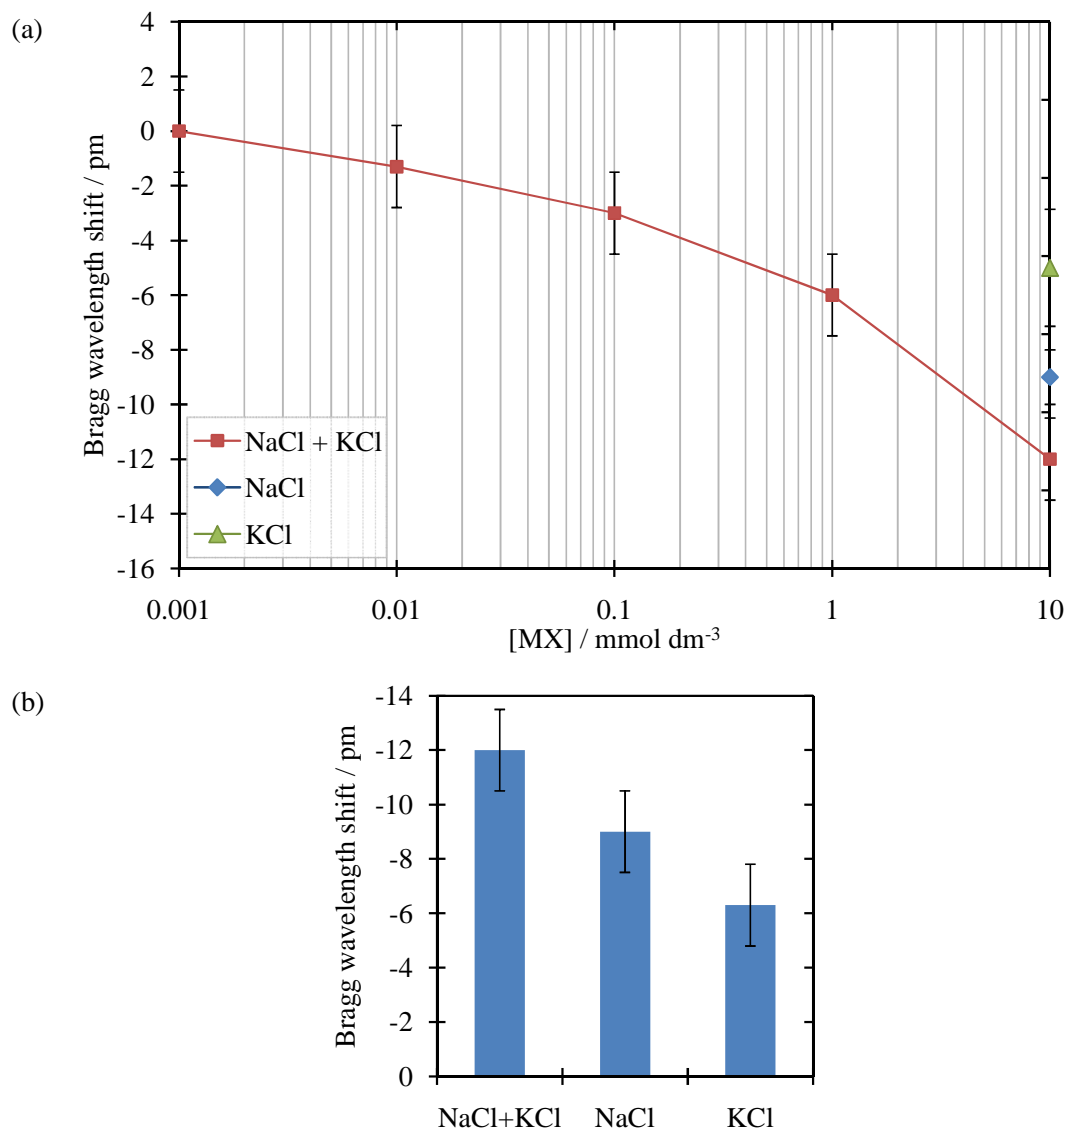 (a)
Bragg wavelength shift / pm
4
2
0
-2
-4
-6
-8
-10
-12
-14
-16
NaCl + KCl
NaCl
KCl
0.001 0.01 0.1 1 10
[MX] / mmol dm-3
(b)
Bragg wavelength shift / pm
-14
-12
-10
-8
-6
-4
-2
0
NaCl+KCl NaCl KCl